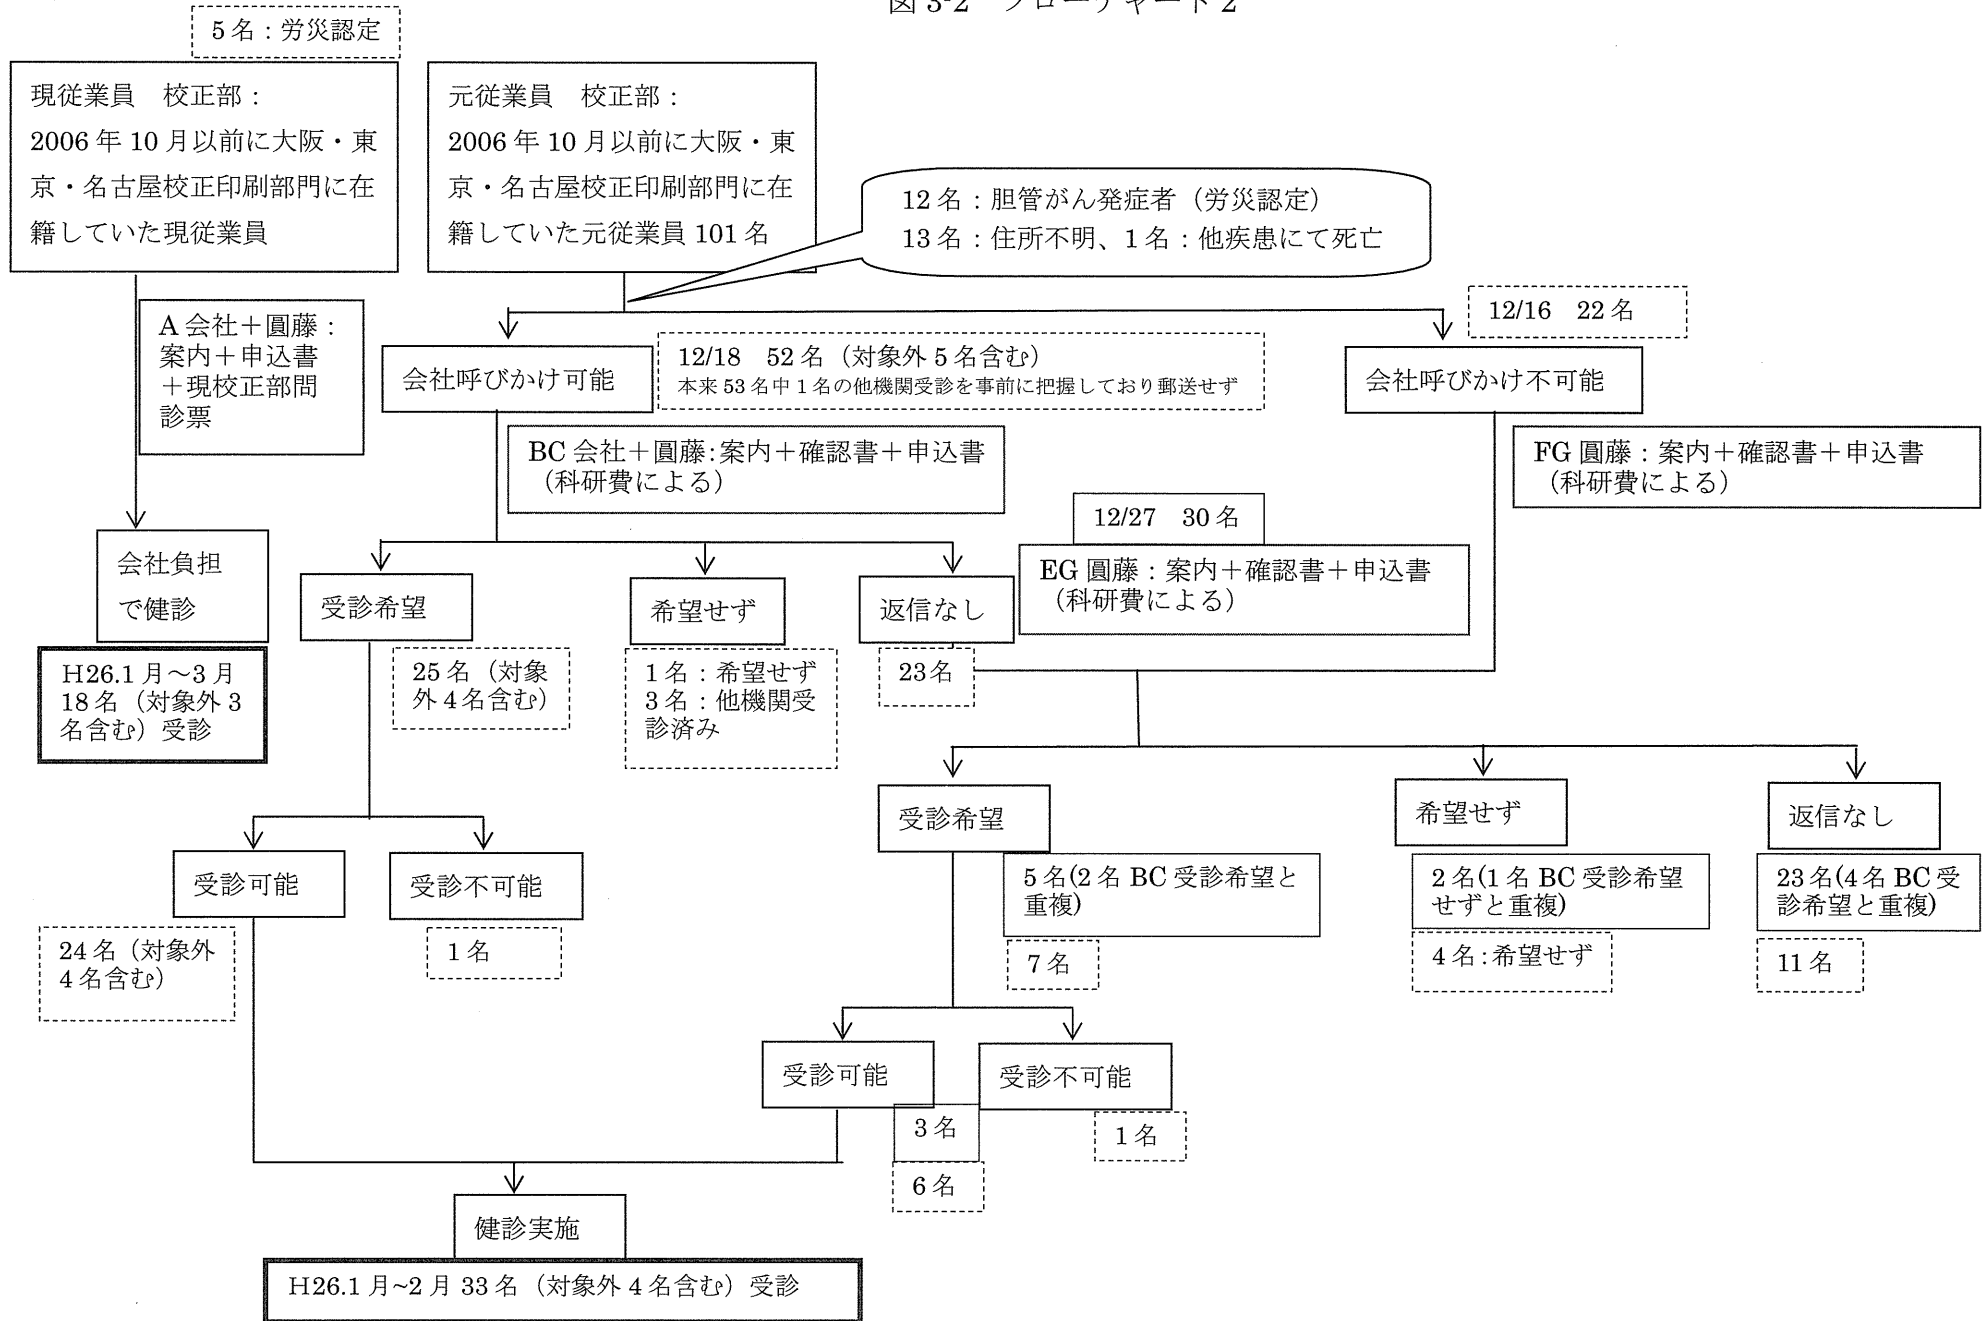 図 3-2 フローチャート 2
5 名：労災認定
現従業員 校正部：
2006 年 10 月以前に大阪・東
京・名古屋校正印刷部門に在
籍していた現従業員
元従業員 校正部：
2006 年 10 月以前に大阪・東
京・名古屋校正印刷部門に在
籍していた元従業員 101 名
12 名：胆管がん発症者（労災認定）
13 名：住所不明、1 名：他疾患にて死亡
A 会社＋圓藤：
案内＋申込書
＋現校正部問
診票
会社呼びかけ可能
12/18 52 名（対象外 5 名含む）
本来 53 名中 1 名の他機関受診を事前に把握しており郵送せず
12/16 22 名
会社呼びかけ不可能
BC 会社＋圓藤：案内＋確認書＋申込書
（科研費による）
FG 圓藤：案内＋確認書＋申込書
（科研費による）
12/27 30 名
EG 圓藤：案内＋確認書＋申込書
（科研費による）
会社負担
で健診
H26.1 月～3 月
18 名（対象外 3
名含む）受診
受診希望
25 名（対象
外 4 名含む）
希望せず
1 名：希望せず
3 名：他機関受
診済み
返信なし
23 名
受診可能
24 名（対象外
4 名含む）
受診不可能
1 名
受診希望
5 名(2 名 BC 受診希望と
重複)
7 名
希望せず
2 名(1 名 BC 受診希望
せずと重複)
4 名：希望せず
返信なし
23 名(4 名 BC 受
診希望と重複)
11 名
受診可能
3 名
6 名
受診不可能
1 名
健診実施
H26.1 月~2 月 33 名（対象外 4 名含む）受診